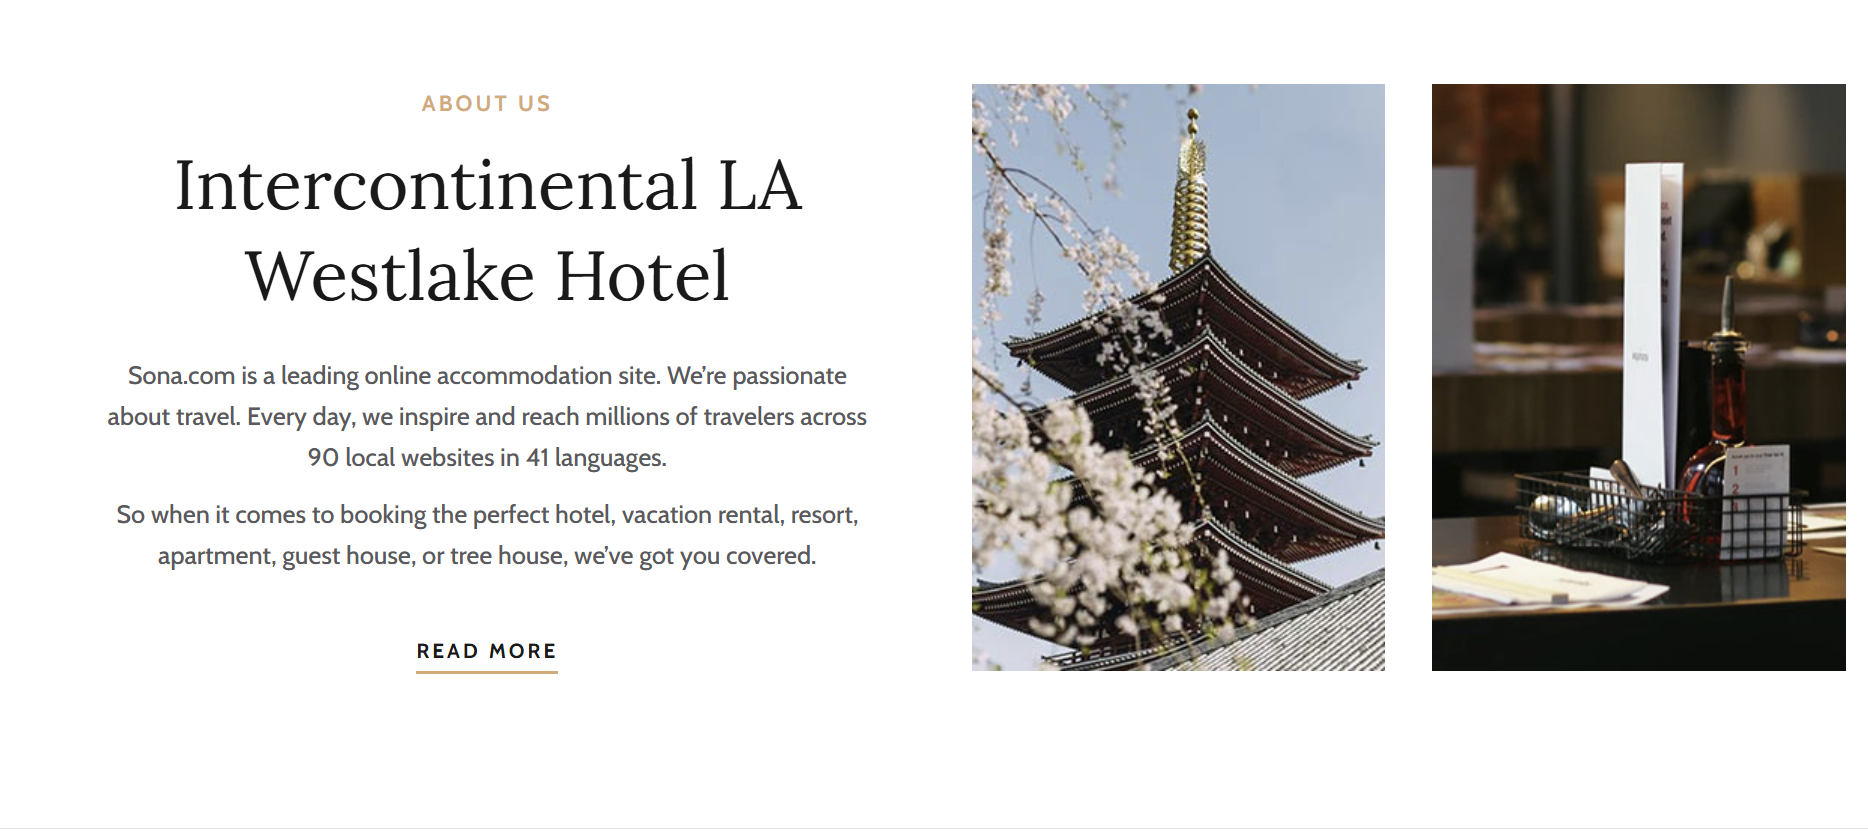 ABOUT US
Intercontinental LA
Westlake Hotel
Sona.com is a leading online accommodation site. We’re passionate
about travel. Every day, we inspire and reach millions of travelers across
90 local websites in 41 languages.
So when it comes to booking the perfect hotel, vacation rental, resort,
apartment, guest house, or tree house, we’ve got you covered.
READ MORE
1
2